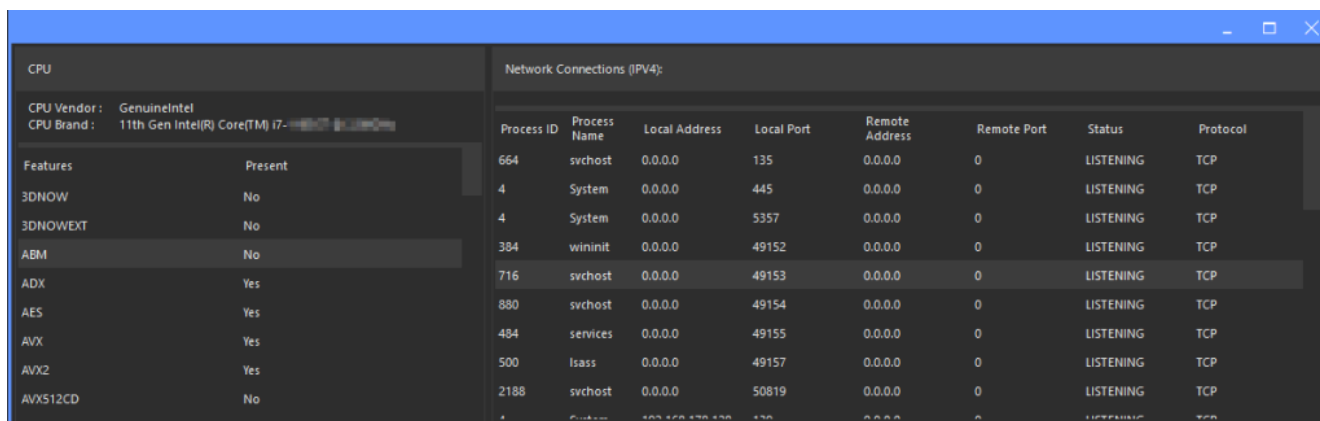 CPU
CPU Vendor : GenuineIntel
CPU Brand : 11th Gen Intel(R) Core(TM) i7-
Features Present
3DNOW No
3DNOWEXT No
ABM No
ADX Yes
AES Yes
AVX Yes
AVX2 Yes
AVX512CD No
Network Connections (IPV4):
Process ID Process Name Local Address Local Port Remote Address Remote Port Status Protocol
664 svchost 0.0.0.0 135 0.0.0.0 0 LISTENING TCP
4 System 0.0.0.0 445 0.0.0.0 0 LISTENING TCP
4 System 0.0.0.0 5357 0.0.0.0 0 LISTENING TCP
384 wininit 0.0.0.0 49152 0.0.0.0 0 LISTENING TCP
716 svchost 0.0.0.0 49153 0.0.0.0 0 LISTENING TCP
880 svchost 0.0.0.0 49154 0.0.0.0 0 LISTENING TCP
484 services 0.0.0.0 49155 0.0.0.0 0 LISTENING TCP
500 lsass 0.0.0.0 49157 0.0.0.0 0 LISTENING TCP
2188 svchost 0.0.0.0 50819 0.0.0.0 0 LISTENING TCP